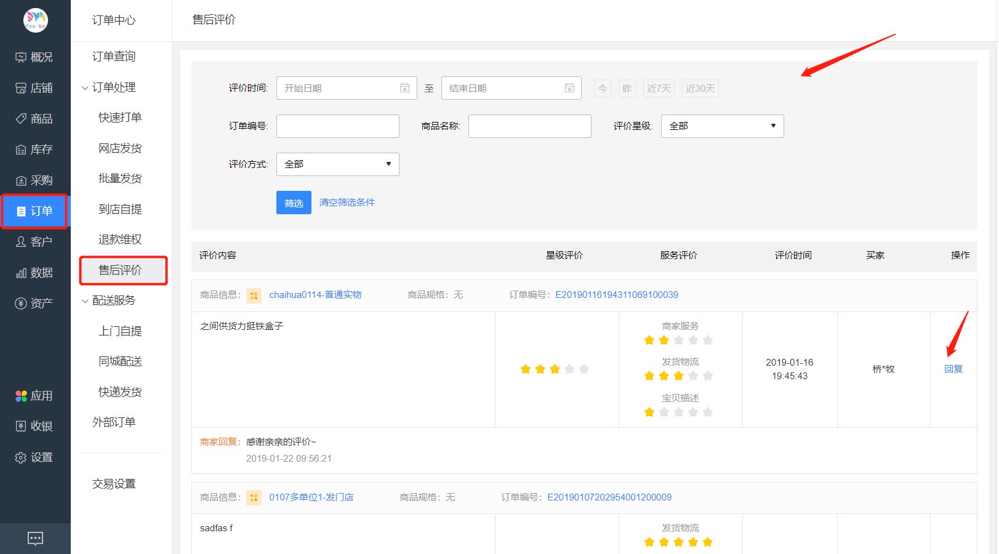 Maa bo
概况
店铺
商品
库存
采购
订单
客户
数据
资产
应用
收银
设置
订单中心
订单查询
订单处理
快速打单
网店发货
批量发货
到店自提
退款维权
售后评价
配送服务
上门自提
同城配送
快递发货
外部订单
交易设置
售后评价
评价时间: 开始日期 至 结束日期 今 昨 近7天 近30天
订单编号: 商品名称: 评价星级: 全部
评价方式: 全部
筛选 清空筛选条件
评价内容 星级评价 服务评价 评价时间 买家 操作
商品信息: chaihua0114-普通实物 商品规格: 无 订单编号: E20190116194311069100039
之间供货力挺铁盒子
商家服务
发货物流
宝贝描述
2019-01-16
19:45:43
桥*牧
回复
商家回复: 感谢亲亲的评价~
2019-01-22 09:56:21
商品信息: 0107多单位1-发门店 商品规格: 无 订单编号: E20190107202954001200009
sadfas f
发货物流